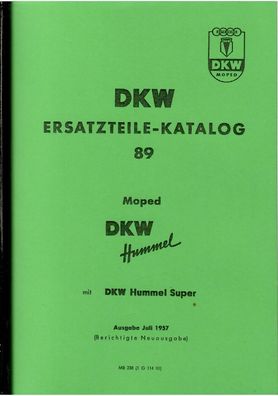 DKW
MOPED
DKW
ERSATZTEILE-KATALOG
89
Moped
DKW
Hummel
mit DKW Hummel Super
Ausgabe Juli 1957
(Berichtigte Neuausgabe)